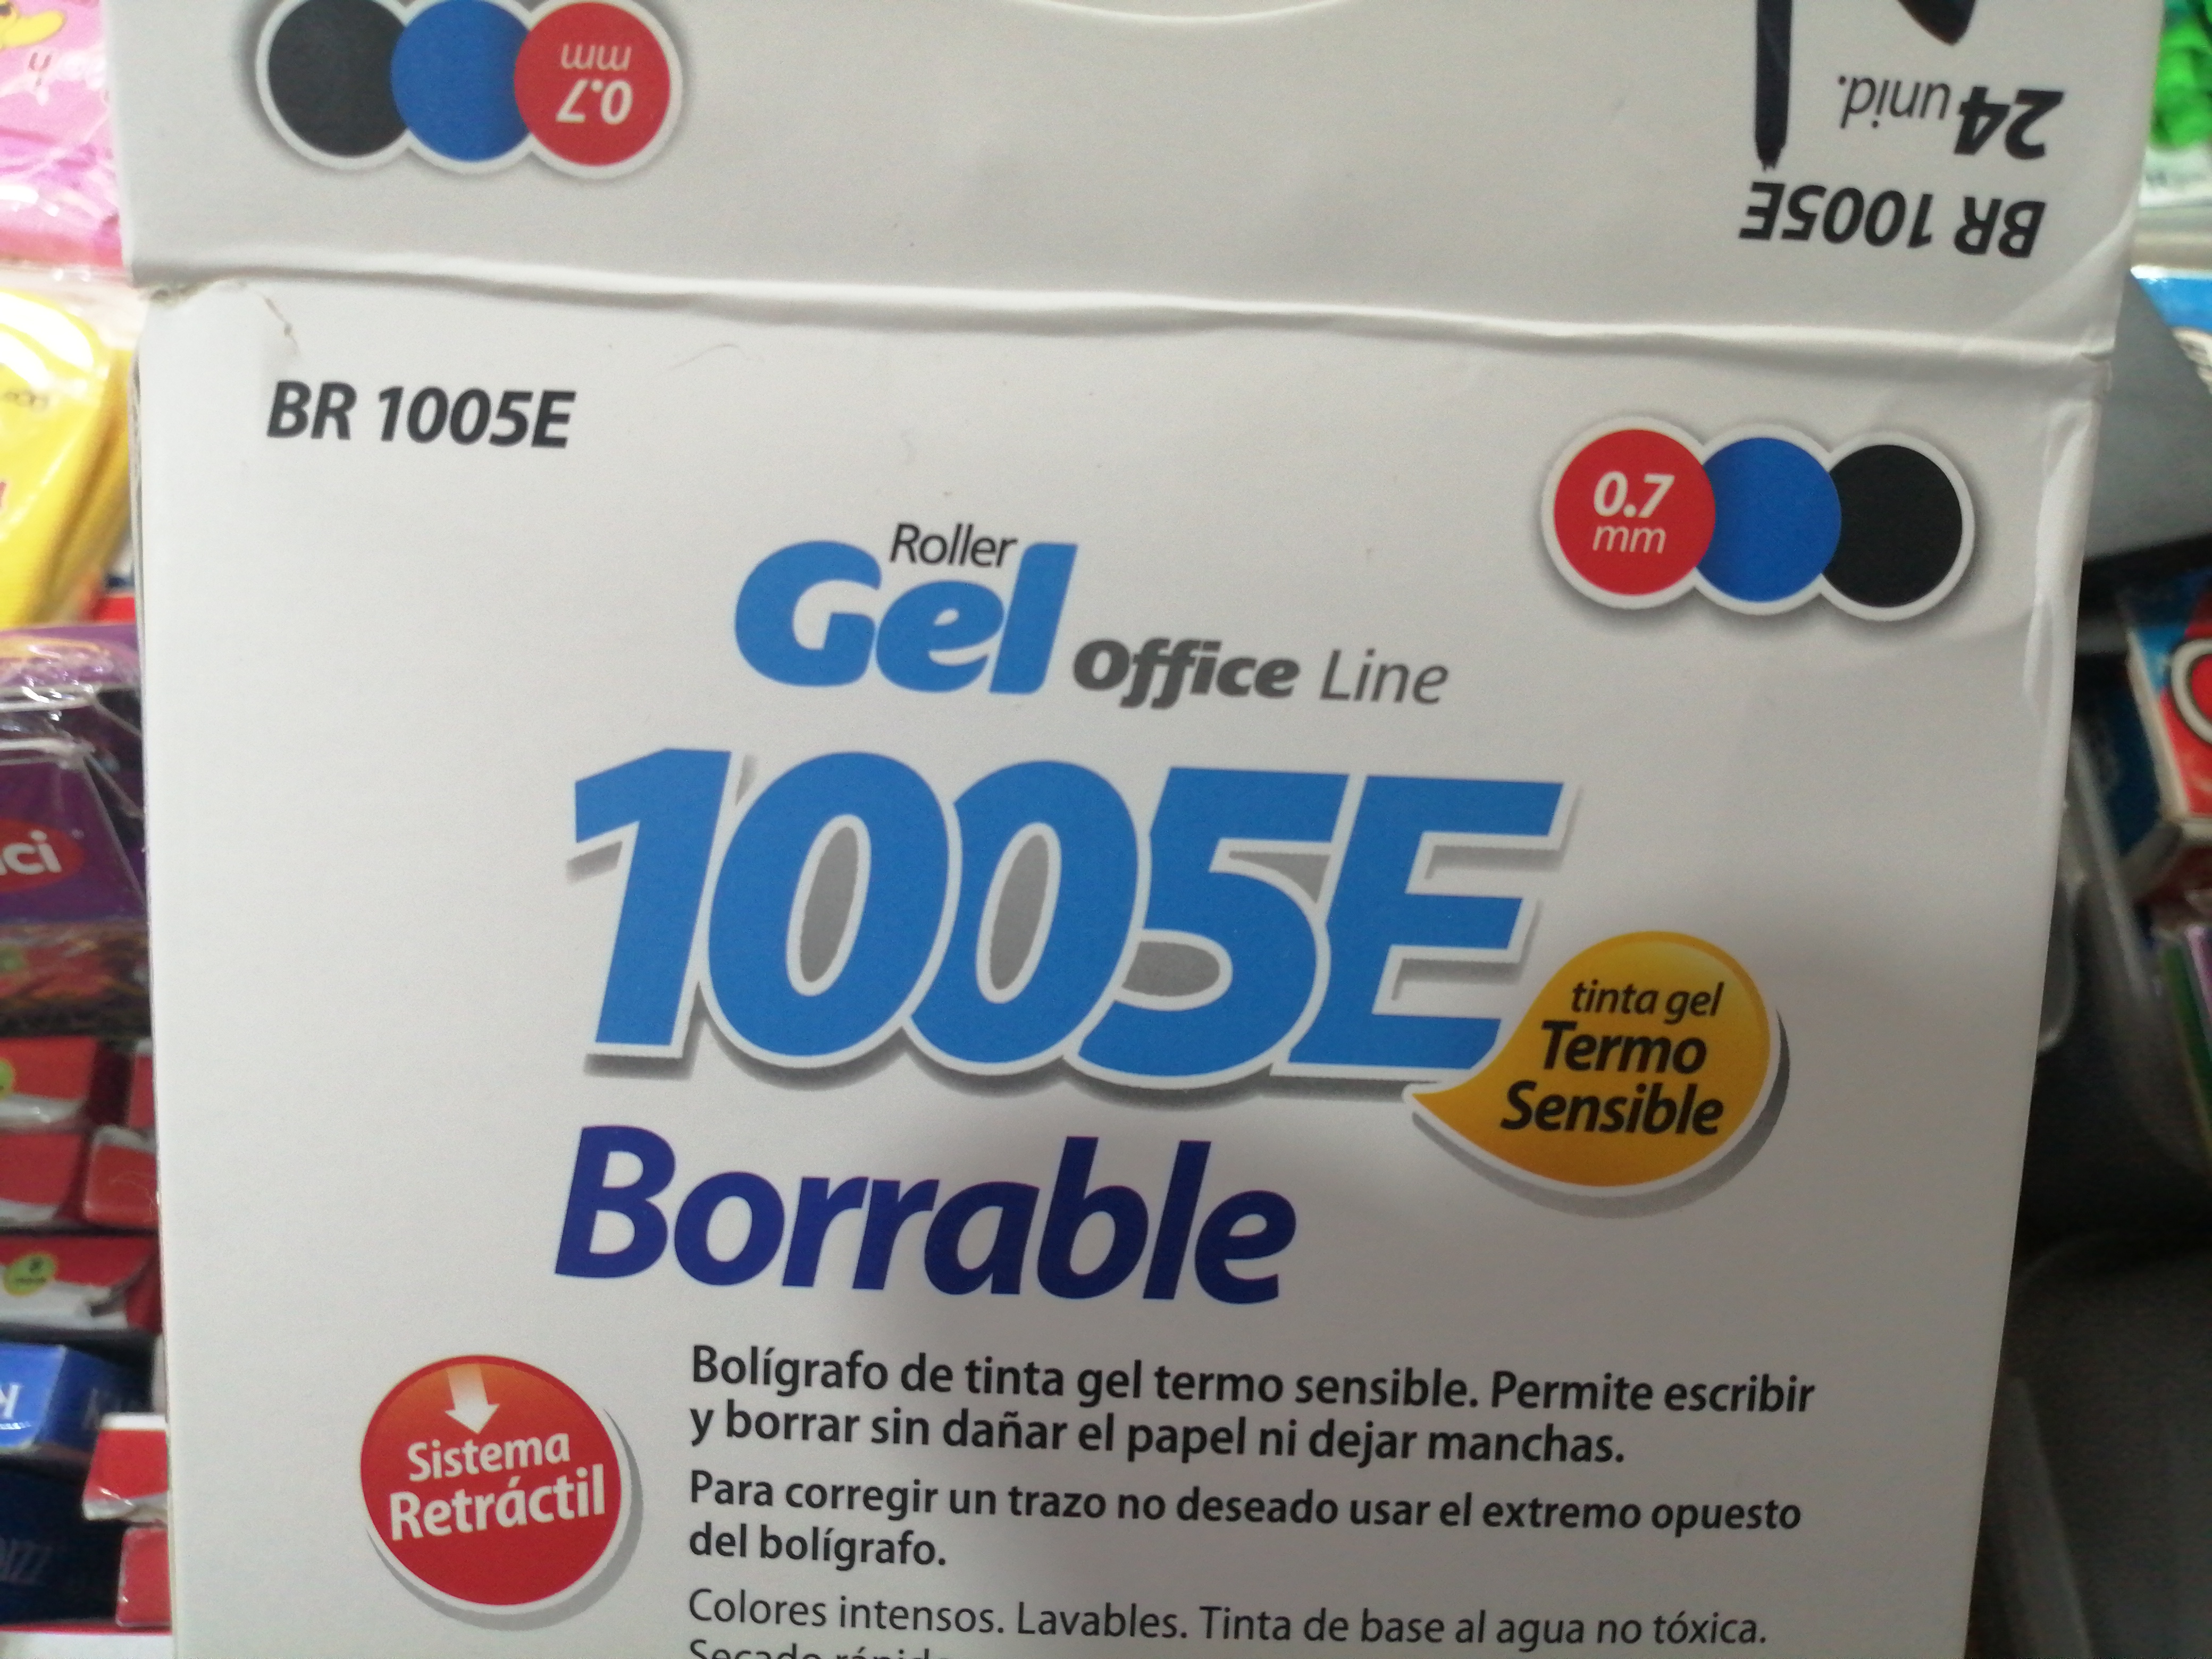 0.7
mm
24 unid.
BR 1005E
BR 1005E
0.7
mm
Roller
Gel office Line
1005E
tinta gel
Termo
Sensible
Borrable
Sistema
Retráctil
Bolígrafo de tinta gel termo sensible. Permite escribir
y borrar sin dañar el papel ni dejar manchas.
Para corregir un trazo no deseado usar el extremo opuesto
del bolígrafo.
Colores intensos. Lavables. Tinta de base al agua no tóxica.